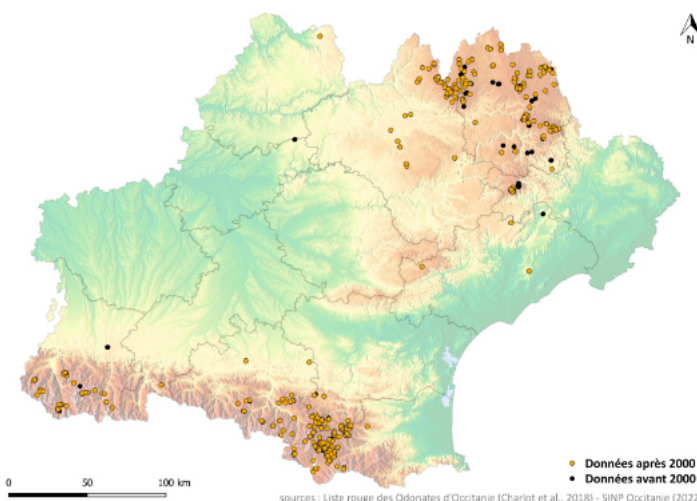 N
Données après 2000
Données avant 2000
0 50 100 km
sources : Liste rouge des Odonates d'Occitanie (Charlot et al., 2018) - SINP Occitanie (2022